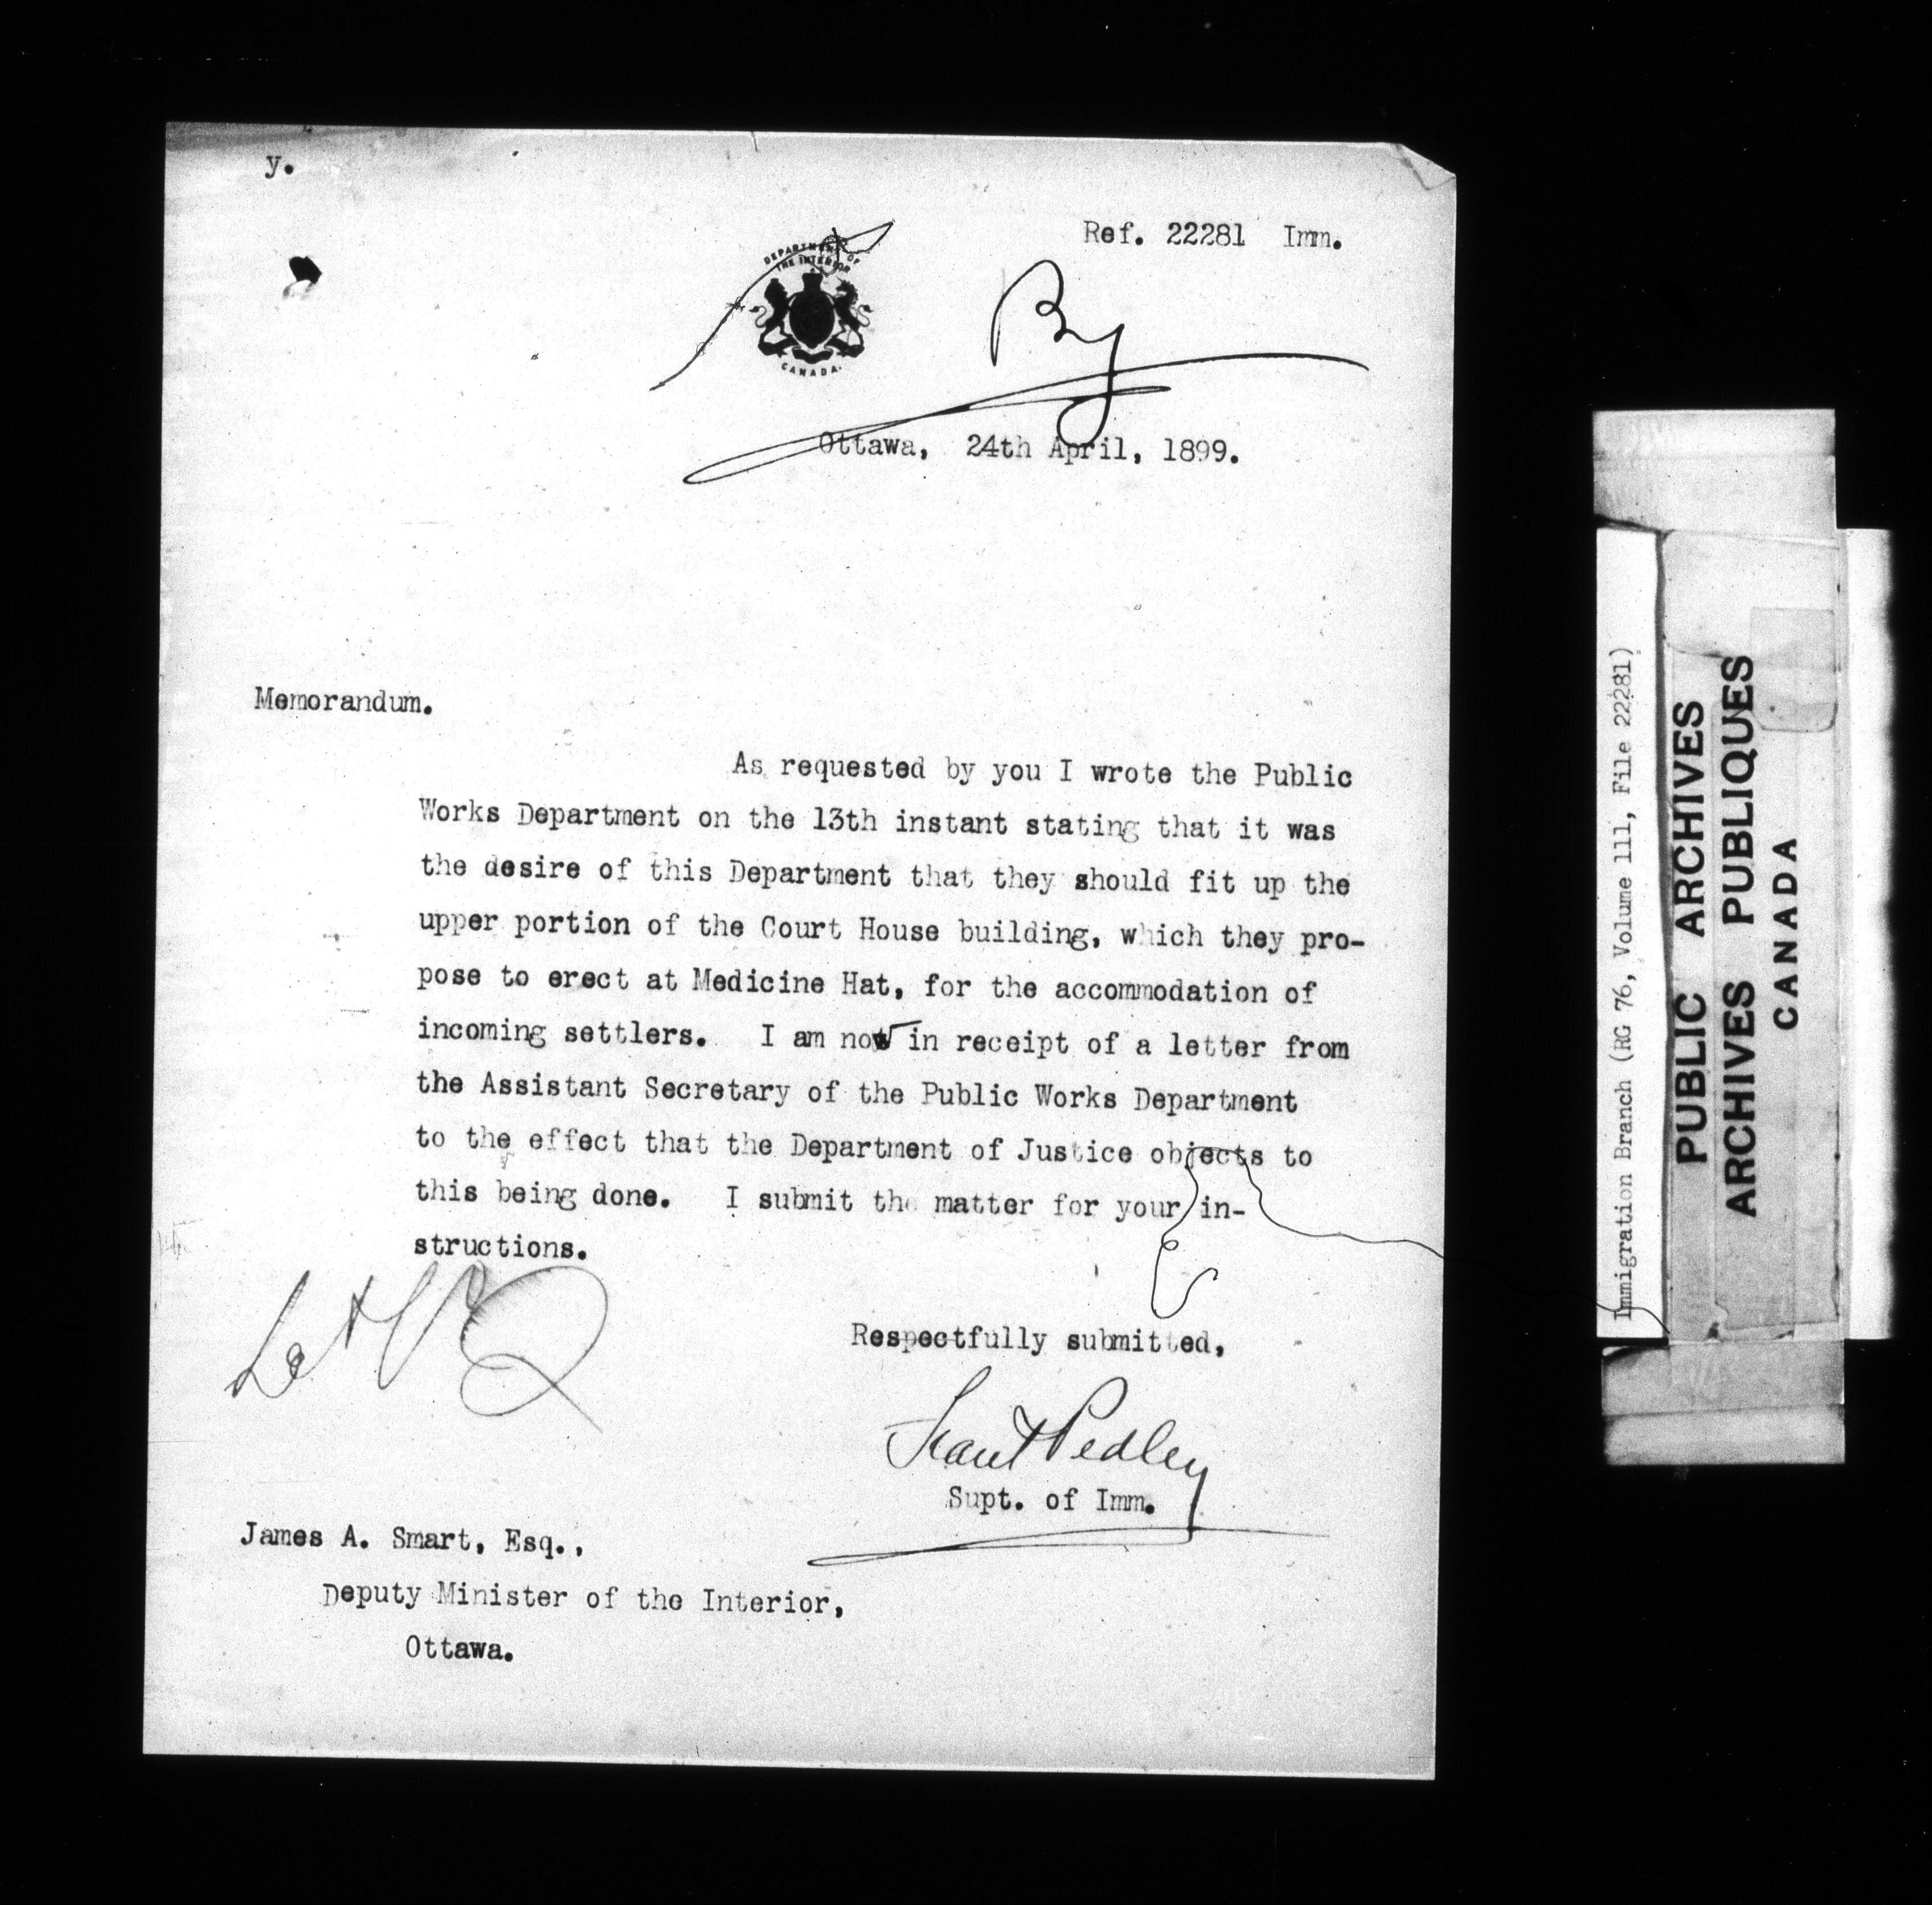 y.
Ref. 22281 Imm.
DEPARTMENT OF
THE INTERIOR
CANADA.
By
Ottawa, 24th April, 1899.
Memorandum.
As requested by you I wrote the Public
Works Department on the 13th instant stating that it was
the desire of this Department that they should fit up the
upper portion of the Court House building, which they pro-
pose to erect at Medicine Hat, for the accommodation of
incoming settlers. I am now in receipt of a letter from
the Assistant Secretary of the Public Works Department
to the effect that the Department of Justice objects to
this being done. I submit the matter for your in-
structions.
Respectfully submitted,
Frank Pedley
Supt. of Imm.
James A. Smart, Esq.,
Deputy Minister of the Interior,
Ottawa.
Immigration Branch (RG 76, Volume 111, File 22281)
PUBLIC ARCHIVES
ARCHIVES PUBLIQUES
CANADA